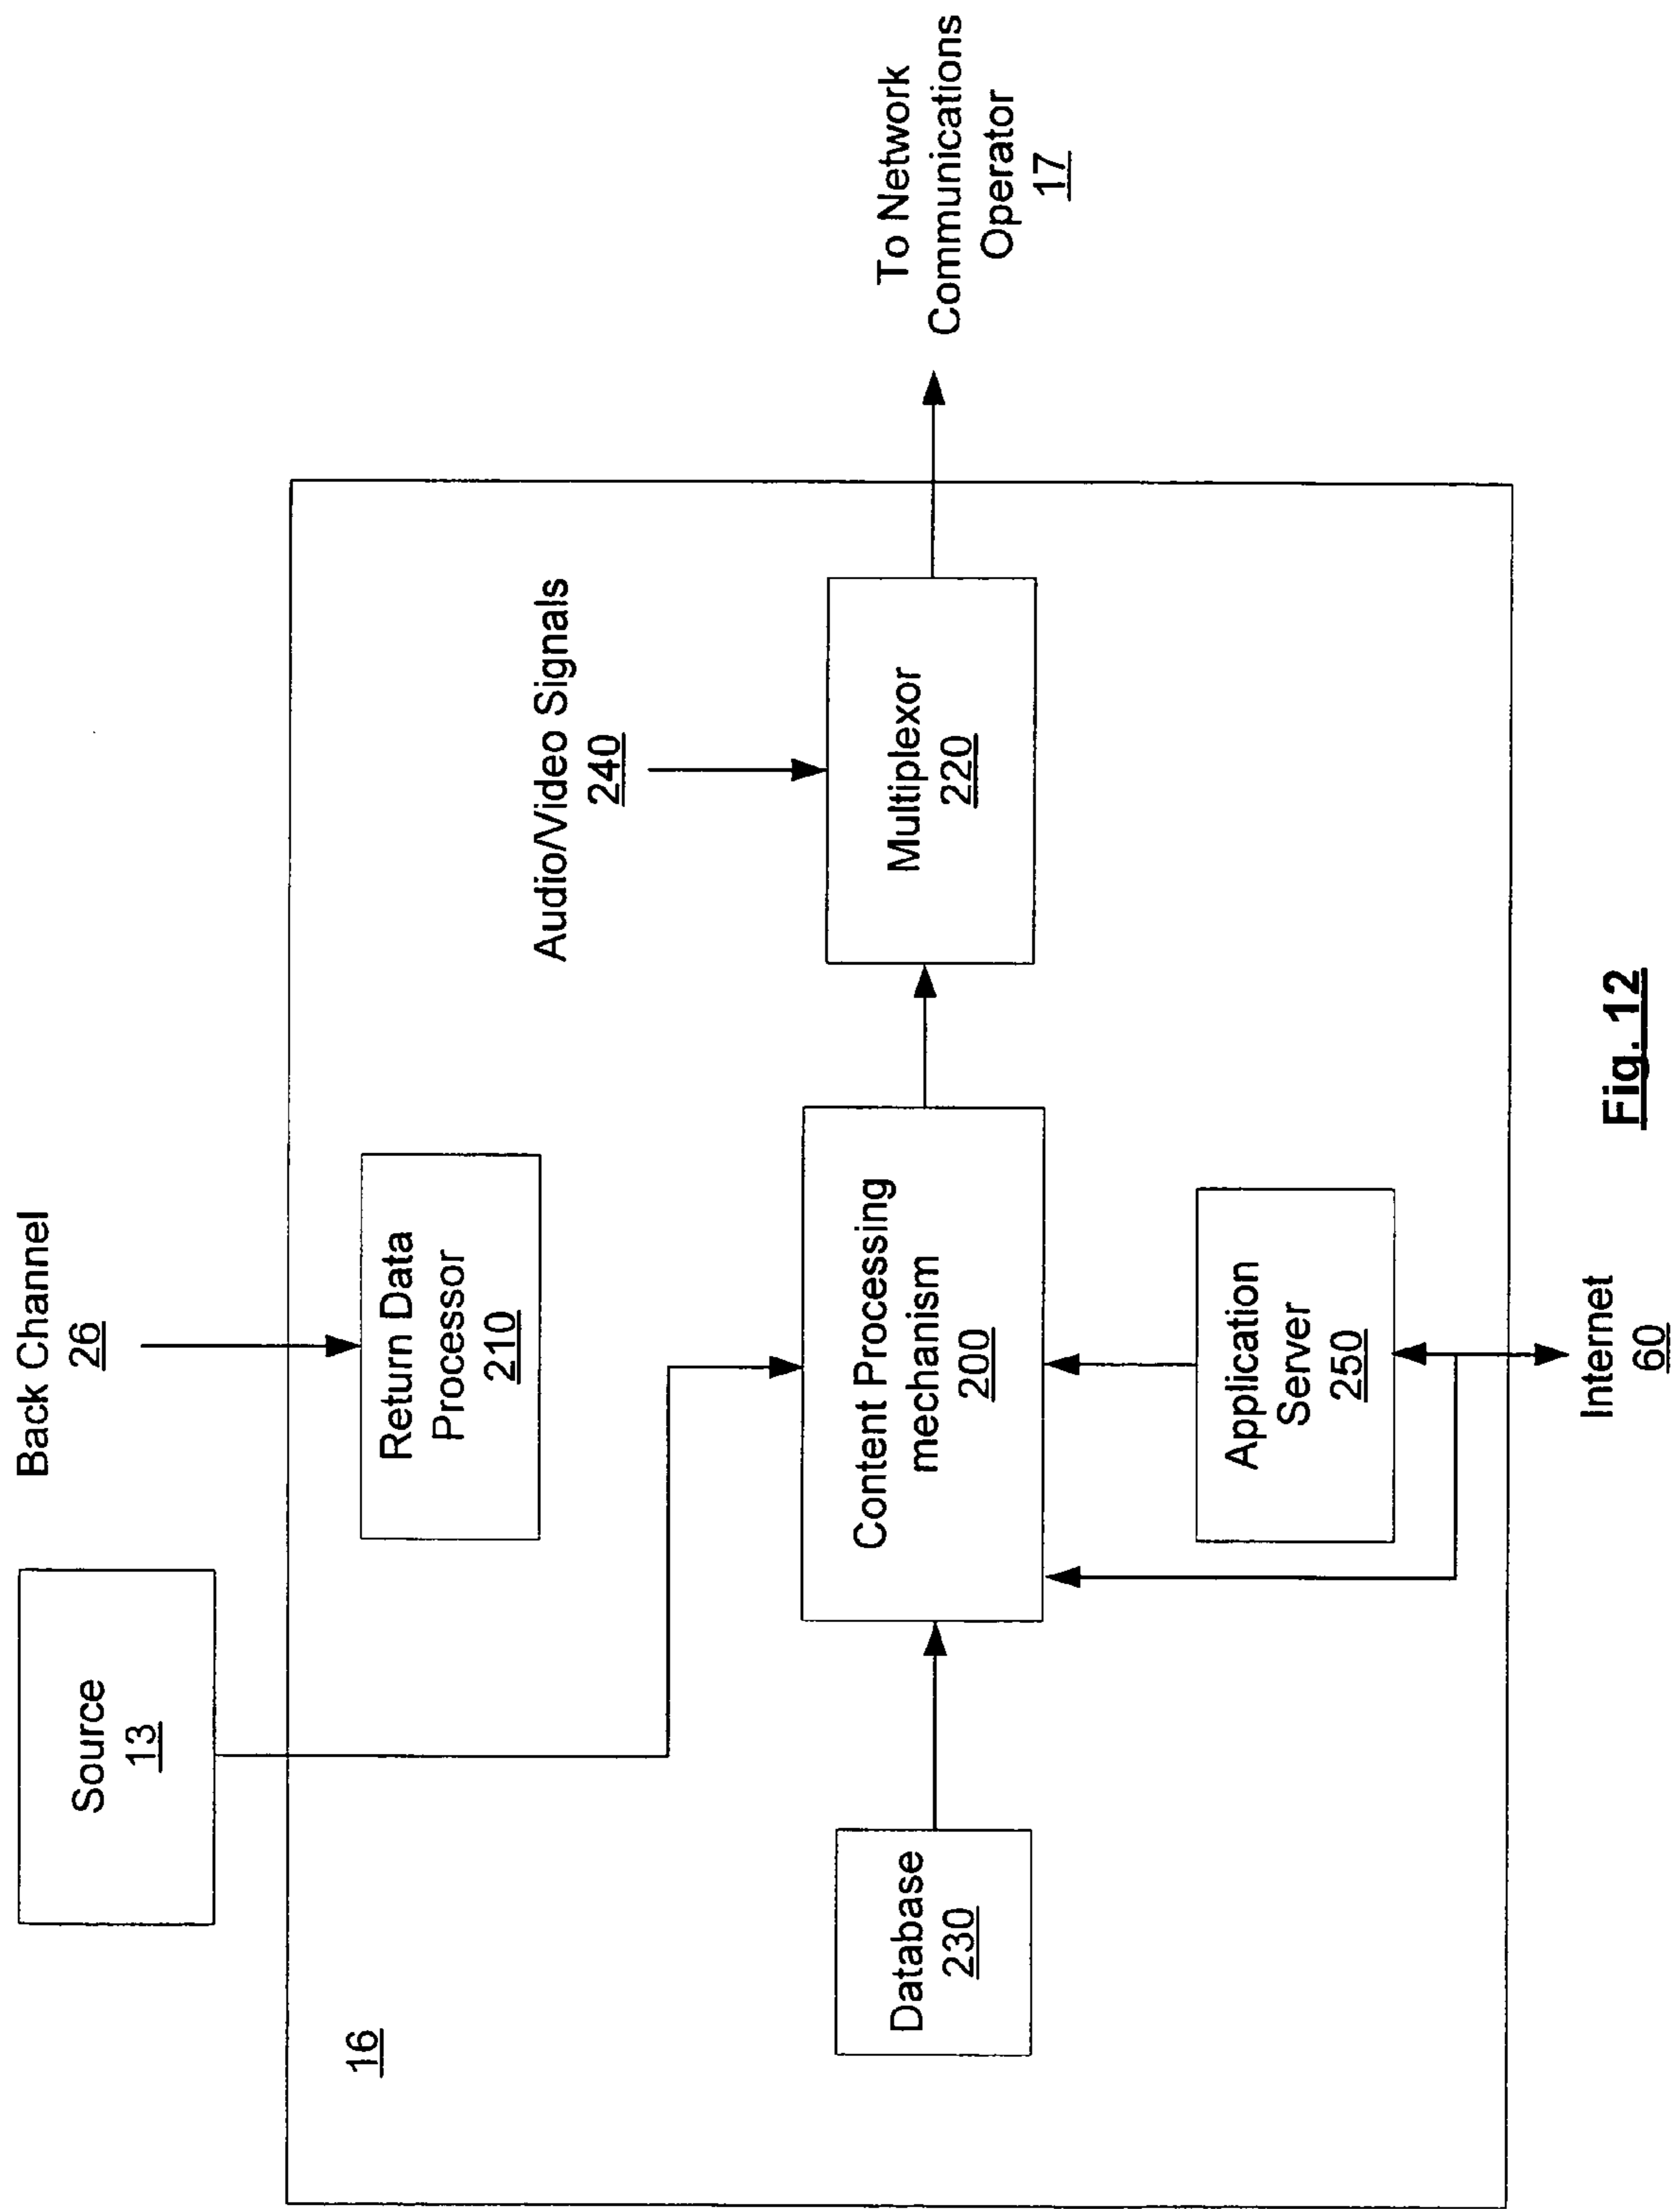 Source
13
Back Channel
26
16
Return Data
Processor
210
Audio/Video Signals
240
Database
230
Content Processing
mechanism
200
Multiplexor
220
To Network
Communications
Operator
17
Application
Server
250
Internet
60
Fig. 12